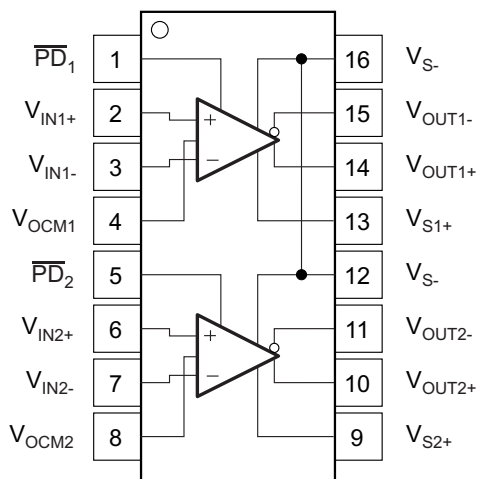 PD1 1 16 VS-
VIN1+ 2 + 15 VOUT1-
VIN1- 3 − 14 VOUT1+
VOCM1 4 13 VS1+
PD2 5 12 VS-
VIN2+ 6 + 11 VOUT2-
VIN2- 7 − 10 VOUT2+
VOCM2 8 9 VS2+